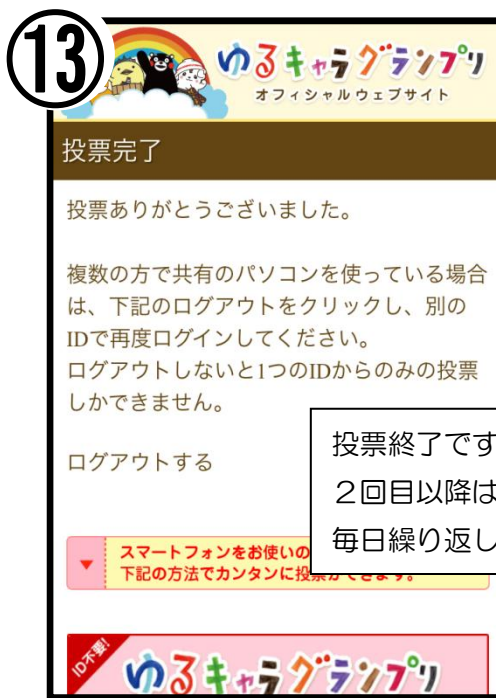 ⑬
ゆるキャラグランプリ
オフィシャルウェブサイト
投票完了
投票ありがとうございました。
複数の方で共有のパソコンを使っている場合
は、下記のログアウトをクリックし、別の
IDで再度ログインしてください。
ログアウトしないと1つのIDからのみの投票
しかできません。
ログアウトする
投票終了です
２回目以降は
毎日繰り返し
スマートフォンをお使いの
下記の方法でカンタンに投票ができます。
ID不要!
ゆるキャラグランプリ